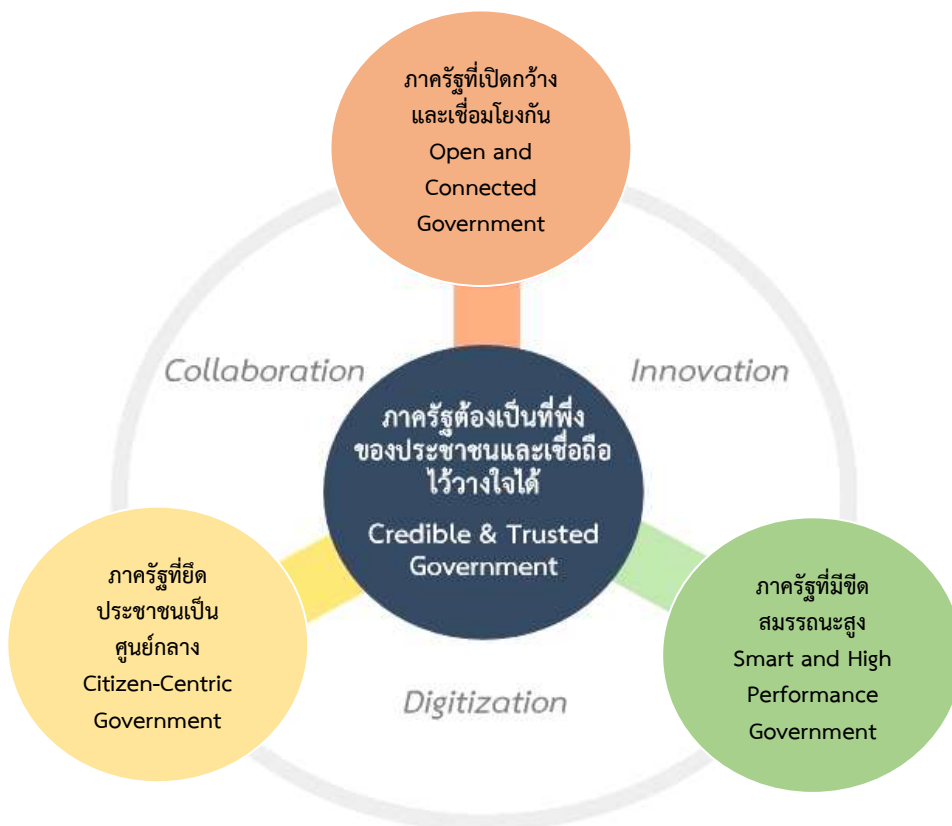 ภาครัฐที่เปิดกว้าง
และเชื่อมโยงกัน
Open and
Connected
Government
Collaboration
Innovation
ภาครัฐต้องเป็นที่พึ่ง
ของประชาชนและเชื่อถือ
ไว้วางใจได้
Credible & Trusted
Government
ภาครัฐที่ยึด
ประชาชนเป็น
ศูนย์กลาง
Citizen-Centric
Government
Digitization
ภาครัฐที่มีขีด
สมรรถนะสูง
Smart and High
Performance
Government